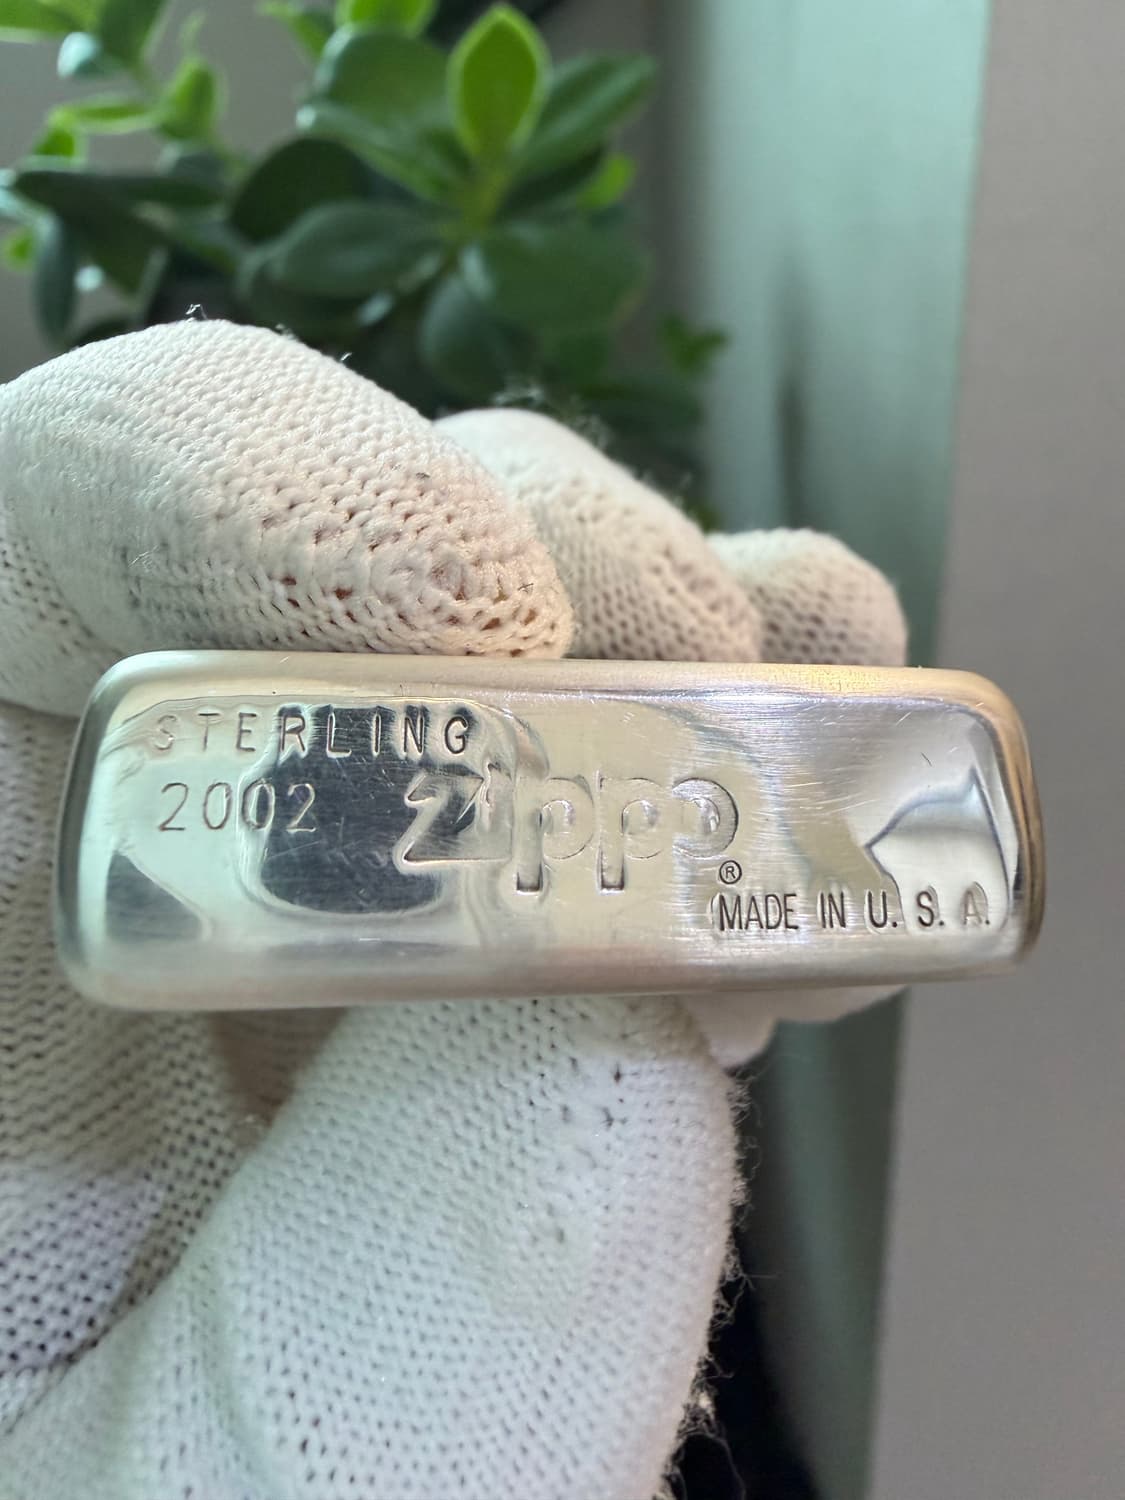 STERLING
2002
Zippo
®
MADE IN U.S.A.